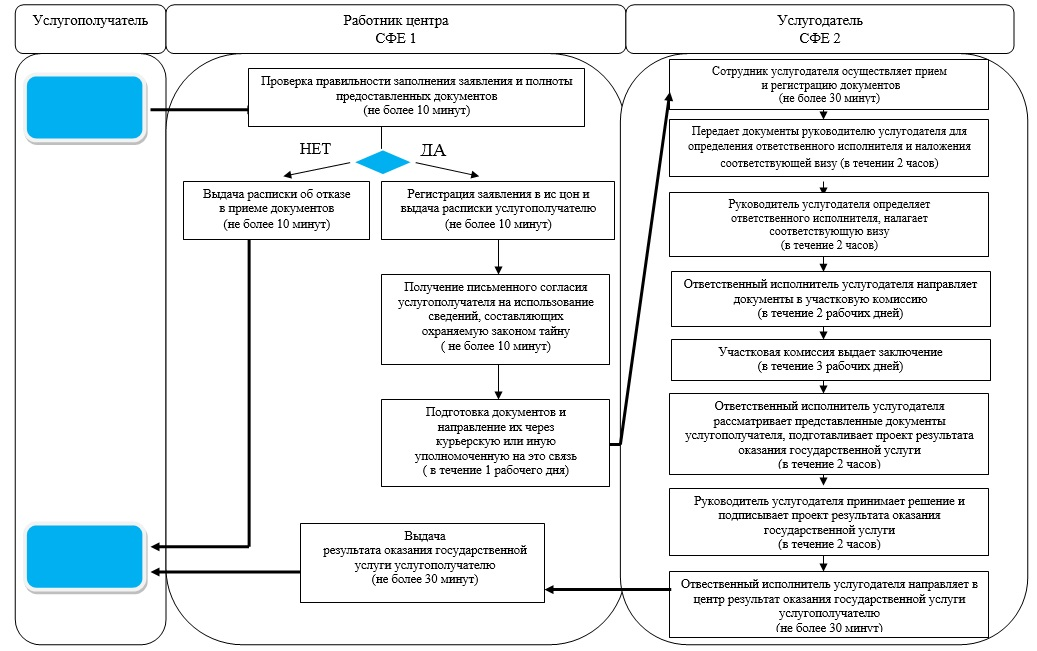 Услугополучатель
Работник центра
СФЕ 1
Услугодатель
СФЕ 2
Проверка правильности заполнения заявления и полноты
предоставленных документов
(не более 10 минут)
НЕТ
ДА
Выдача расписки об отказе
в приеме документов
(не более 10 минут)
Регистрация заявления в ис цон и
выдача расписки услугополучателю
(не более 10 минут)
Получение письменного согласия
услугополучателя на использование
сведений, составляющих
охраняемую законом тайну
( не более 10 минут)
Подготовка документов и
направление их через
курьерскую или иную
уполномоченную на это связь
( в течение 1 рабочего дня)
Выдача
результата оказания государственной
услуги услугополучателю
(не более 30 минут)
Сотрудник услугодателя осуществляет прием
и регистрацию документов
(не более 30 минут)
Передает документы руководителю услугодателя для
определения ответственного исполнителя и наложения
соответствующей визу (в течении 2 часов)
Руководитель услугодателя определяет
ответственного исполнителя, налагает
соответствующую визу
(в течение 2 часов)
Ответственный исполнитель услугодателя направляет
документы в участковую комиссию
(в течение 2 рабочих дней)
Участковая комиссия выдает заключение
(в течение 3 рабочих дней)
Ответственный исполнитель услугодателя
рассматривает представленные документы
услугополучателя, подготавливает проект результата
оказания государственной услуги
(в течение 2 часов)
Руководитель услугодателя принимает решение и
подписывает проект результата оказания
государственной услуги
(в течение 2 часов)
Отвественный исполнитель услугодателя направляет в
центр результат оказания государственной услуги
услугополучателю
(не более 30 минут)